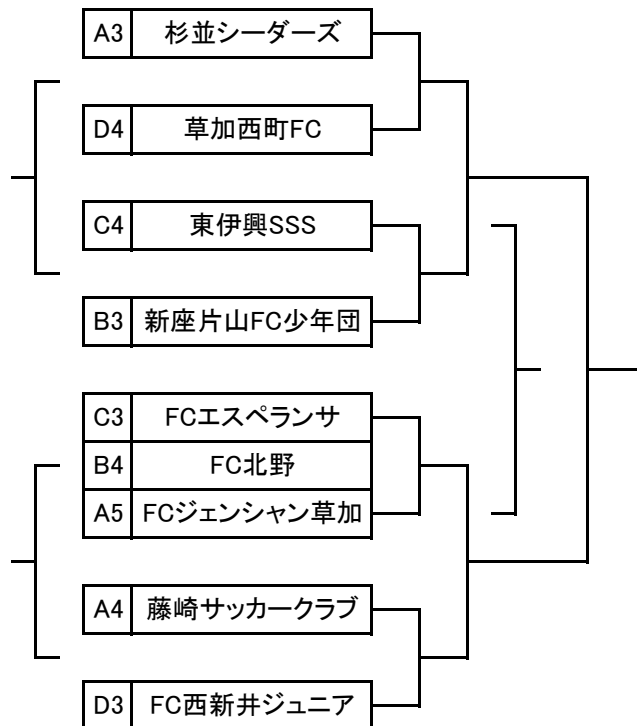 A3 杉並シーダーズ
D4 草加西町FC
C4 東伊興SSS
B3 新座片山FC少年団
C3 FCエスペランサ
B4 FC北野
A5 FCジェンシャン草加
A4 藤崎サッカークラブ
D3 FC西新井ジュニア